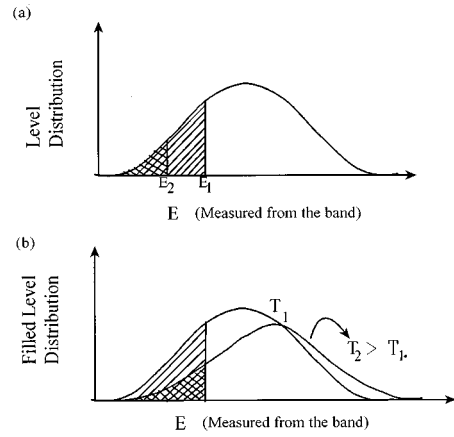 (a)
Level
Distribution
E2 E1
E (Measured from the band)
(b)
Filled Level
Distribution
T1
T2 > T1.
E (Measured from the band)